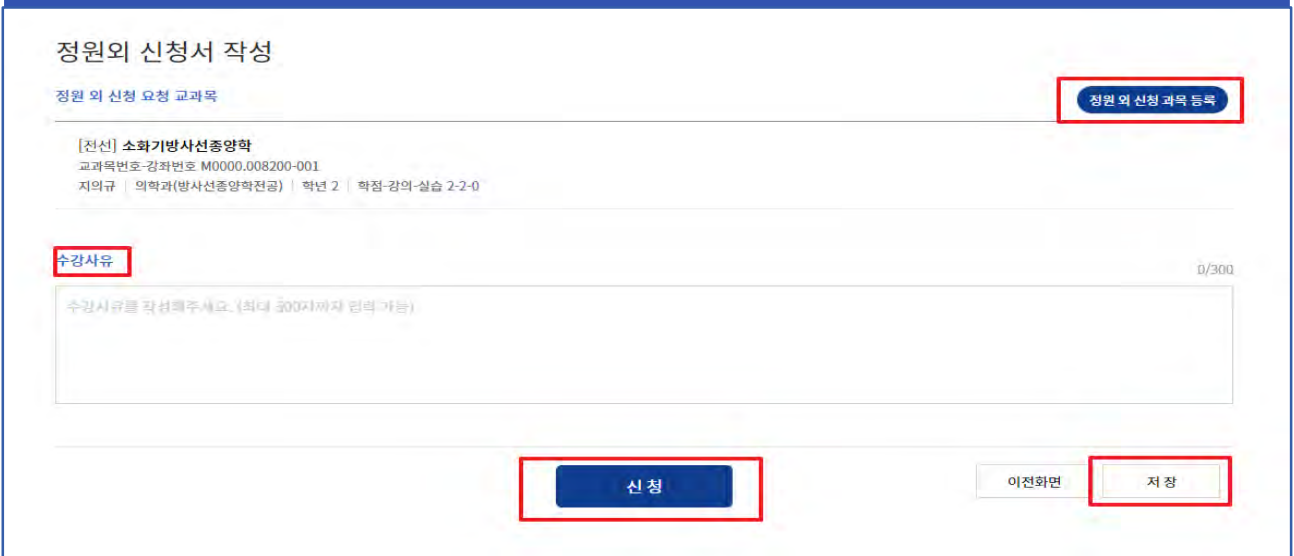 정원외 신청서 작성
정원 외 신청 요청 교과목
정원 외 신청 과목 등록
[전선] 소화기방사선종양학
교과목번호-강좌번호 M0000.008200-001
지의규 | 의학과(방사선종양학전공) | 학년 2 | 학점-강의-실습 2-2-0
수강사유
0/300
수강사유를 작성해주세요. (최대 300자까지 입력 가능)
신청
이전화면
저장